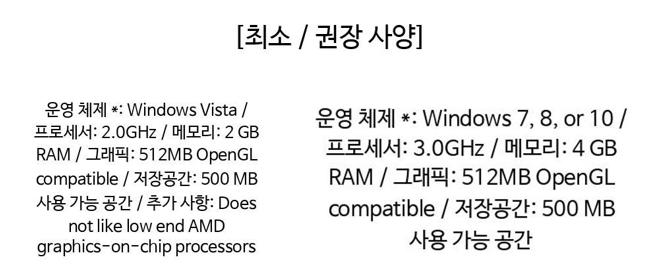 [최소 / 권장 사양]
운영 체제 *: Windows Vista /
프로세서: 2.0GHz / 메모리: 2 GB
RAM / 그래픽: 512MB OpenGL
compatible / 저장공간: 500 MB
사용 가능 공간 / 추가 사항: Does
not like low end AMD
graphics-on-chip processors
운영 체제 *: Windows 7, 8, or 10 /
프로세서: 3.0GHz / 메모리: 4 GB
RAM / 그래픽: 512MB OpenGL
compatible / 저장공간: 500 MB
사용 가능 공간